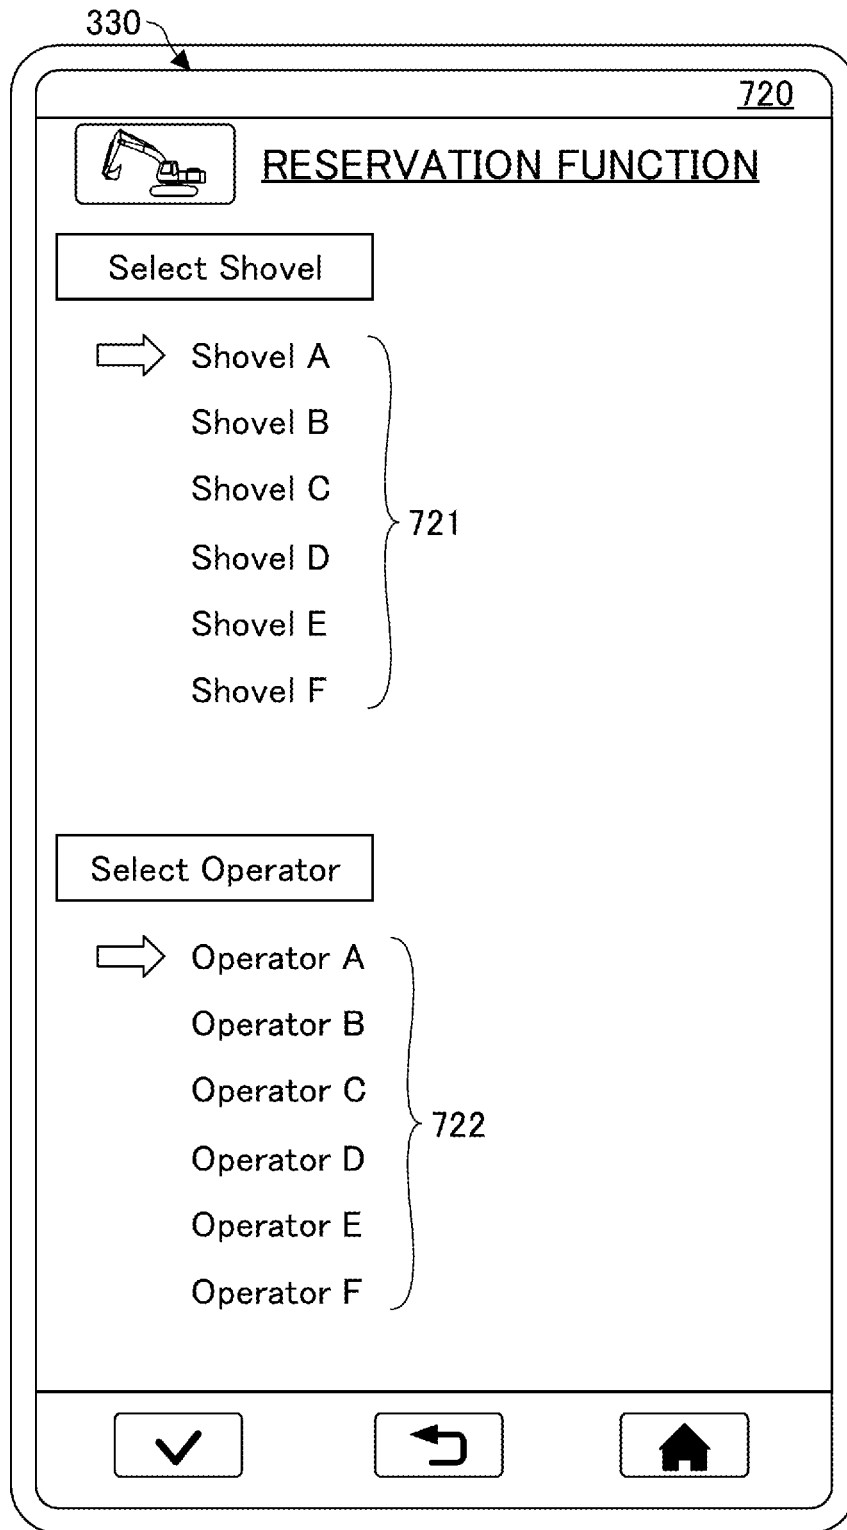 330
720
RESERVATION FUNCTION
Select Shovel
Shovel A
Shovel B
Shovel C
Shovel D
Shovel E
Shovel F
721
Select Operator
Operator A
Operator B
Operator C
Operator D
Operator E
Operator F
722